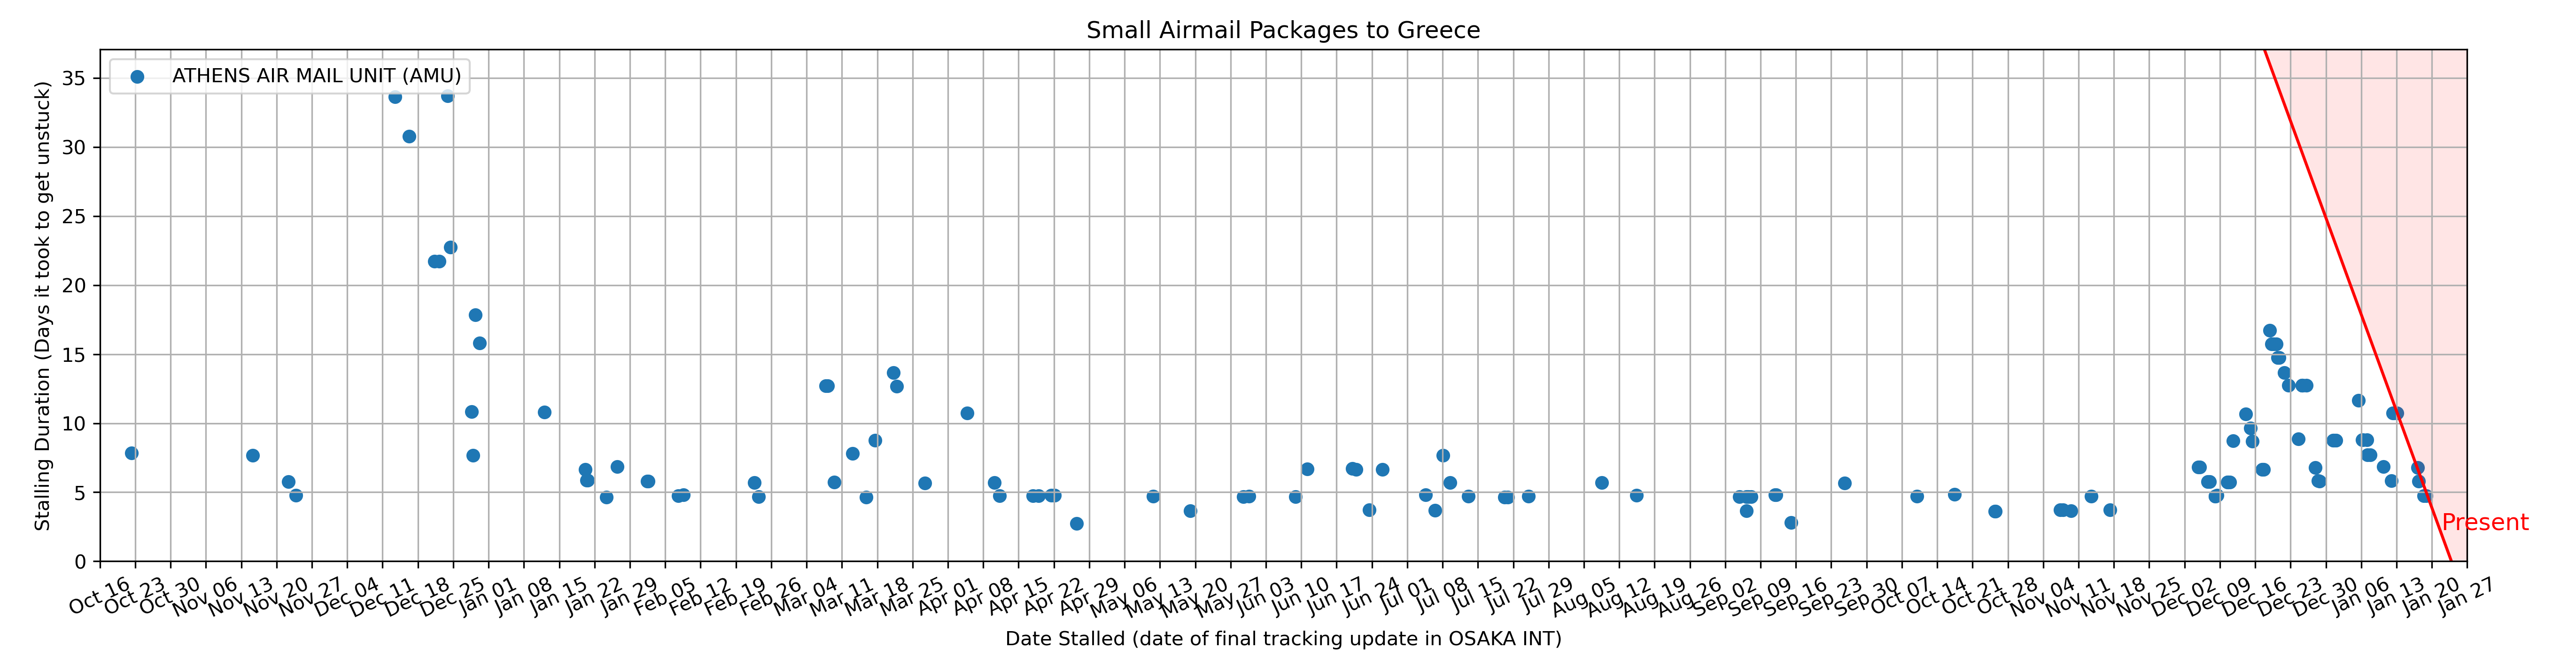 Small Airmail Packages to Greece
ATHENS AIR MAIL UNIT (AMU)
Stalling Duration (Days it took to get unstuck)
35
30
25
20
15
10
5
0
Present
Oct 16
Oct 23
Oct 30
Nov 06
Nov 13
Nov 20
Nov 27
Dec 04
Dec 11
Dec 18
Dec 25
Jan 01
Jan 08
Jan 15
Jan 22
Jan 29
Feb 05
Feb 12
Feb 19
Feb 26
Mar 04
Mar 11
Mar 18
Mar 25
Apr 01
Apr 08
Apr 15
Apr 22
Apr 29
May 06
May 13
May 20
May 27
Jun 03
Jun 10
Jun 17
Jun 24
Jul 01
Jul 08
Jul 15
Jul 22
Jul 29
Aug 05
Aug 12
Aug 19
Aug 26
Sep 02
Sep 09
Sep 16
Sep 23
Sep 30
Oct 07
Oct 14
Oct 21
Oct 28
Nov 04
Nov 11
Nov 18
Nov 25
Dec 02
Dec 09
Dec 16
Dec 23
Dec 30
Jan 06
Jan 13
Jan 20
Jan 27
Date Stalled (date of final tracking update in OSAKA INT)